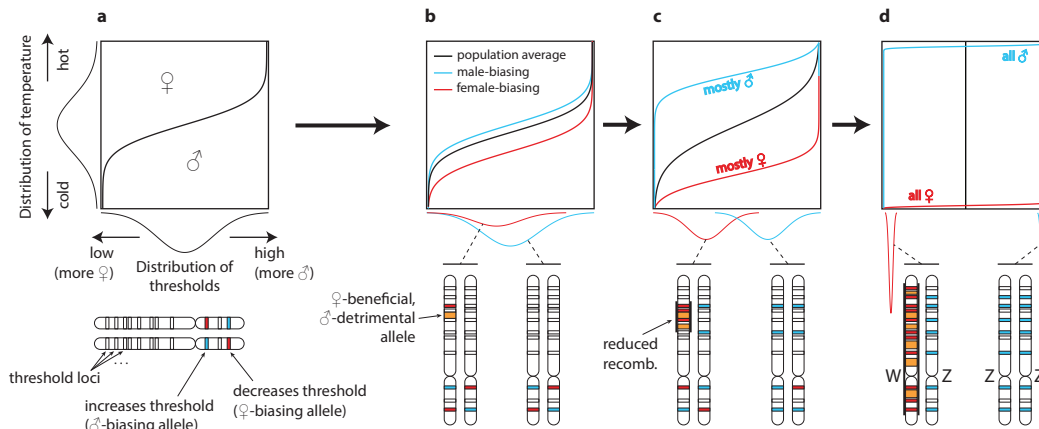 a
b
c
d
Distribution of temperature
hot
cold
♀
♂
low
(more ♀)
Distribution of
thresholds
high
(more ♂)
threshold loci
...
increases threshold
(♂-biasing allele)
decreases threshold
(♀-biasing allele)
population average
male-biasing
female-biasing
♀-beneficial,
♂-detrimental
allele
mostly ♂
mostly ♀
reduced
recomb.
all ♂
all ♀
W
Z
Z
Z